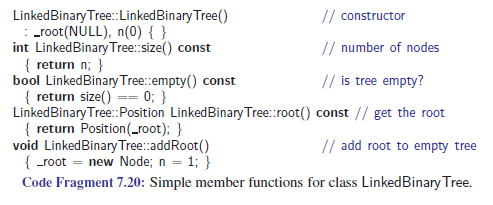 LinkedBinaryTree::LinkedBinaryTree() // constructor
: _root(NULL), n(0) { }
int LinkedBinaryTree::size() const // number of nodes
{ return n; }
bool LinkedBinaryTree::empty() const // is tree empty?
{ return size() == 0; }
LinkedBinaryTree::Position LinkedBinaryTree::root() const // get the root
{ return Position(_root); }
void LinkedBinaryTree::addRoot() // add root to empty tree
{ _root = new Node; n = 1; }
Code Fragment 7.20: Simple member functions for class LinkedBinaryTree.